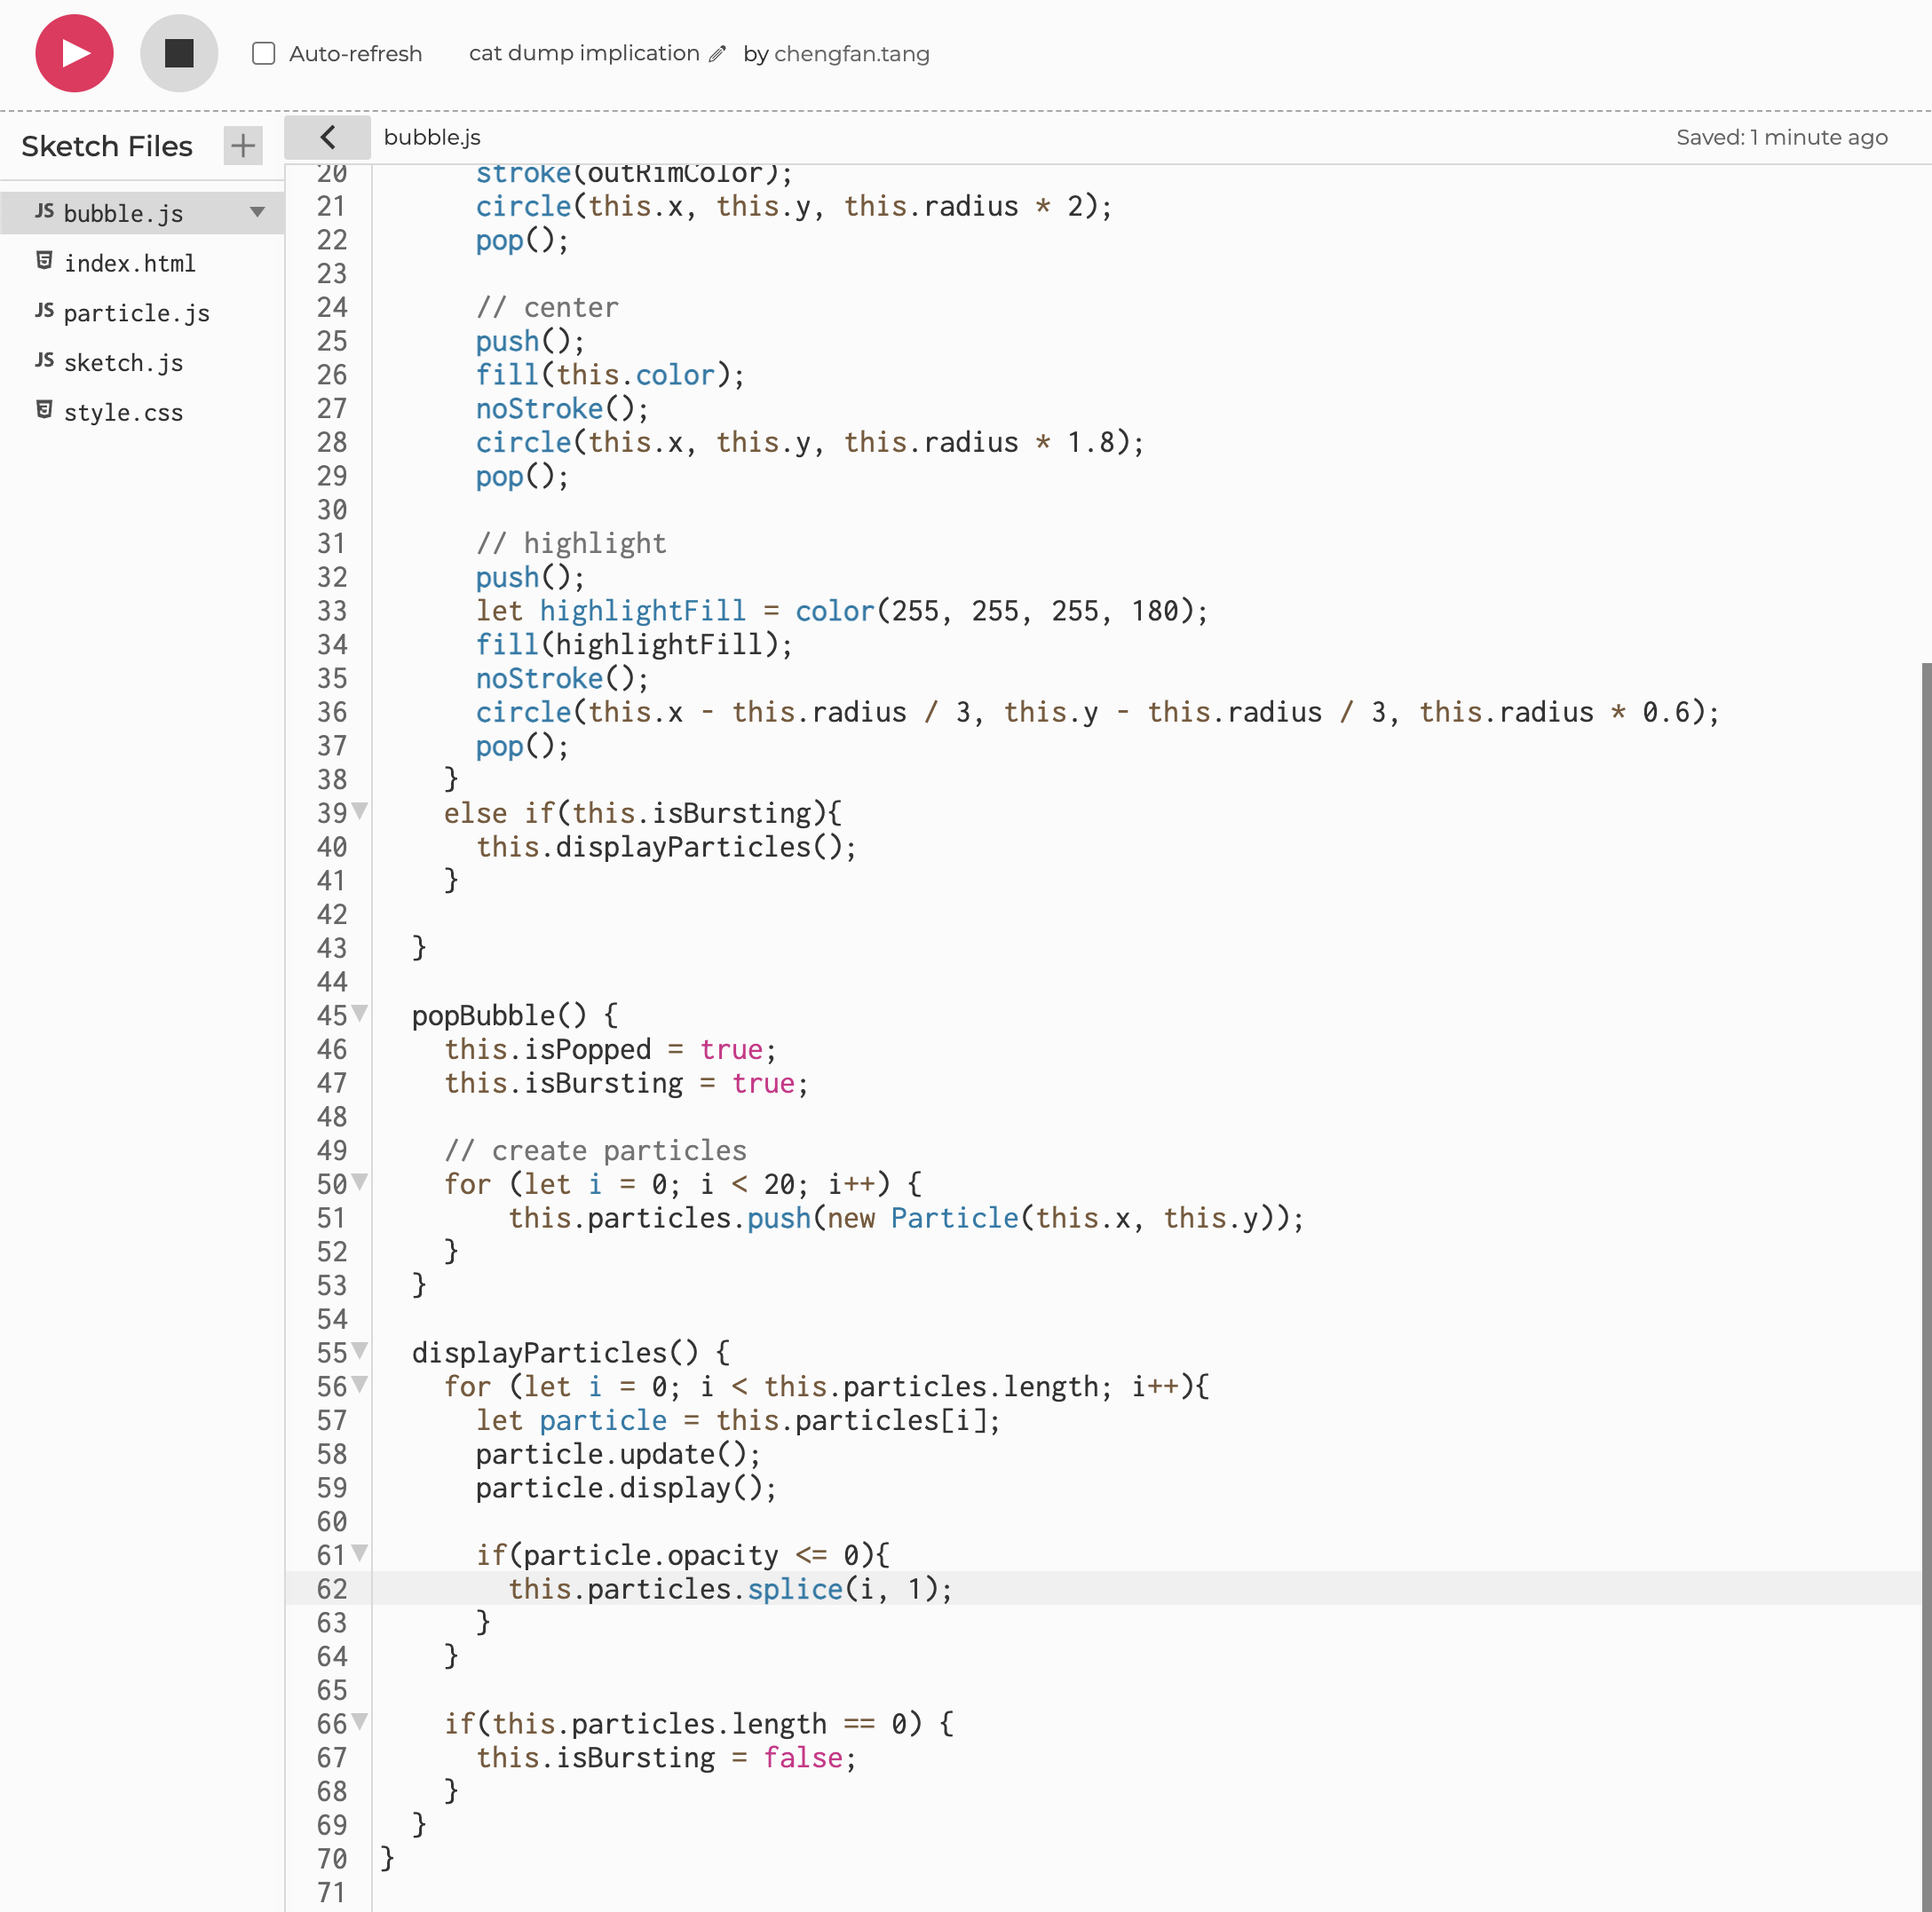 Auto-refresh cat dump implication by chengfan.tang
Sketch Files + bubble.js Saved: 1 minute ago
JS bubble.js
index.html
JS particle.js
JS sketch.js
style.css
20 stroke(outRimColor);
21 circle(this.x, this.y, this.radius * 2);
22 pop();
23
24 // center
25 push();
26 fill(this.color);
27 noStroke();
28 circle(this.x, this.y, this.radius * 1.8);
29 pop();
30
31 // highlight
32 push();
33 let highlightFill = color(255, 255, 255, 180);
34 fill(highlightFill);
35 noStroke();
36 circle(this.x - this.radius / 3, this.y - this.radius / 3, this.radius * 0.6);
37 pop();
38 }
39 else if(this.isBursting){
40 this.displayParticles();
41 }
42
43 }
44
45 popBubble() {
46 this.isPopped = true;
47 this.isBursting = true;
48
49 // create particles
50 for (let i = 0; i < 20; i++) {
51 this.particles.push(new Particle(this.x, this.y));
52 }
53 }
54
55 displayParticles() {
56 for (let i = 0; i < this.particles.length; i++){
57 let particle = this.particles[i];
58 particle.update();
59 particle.display();
60
61 if(particle.opacity <= 0){
62 this.particles.splice(i, 1);
63 }
64 }
65
66 if(this.particles.length == 0) {
67 this.isBursting = false;
68 }
69 }
70 }
71